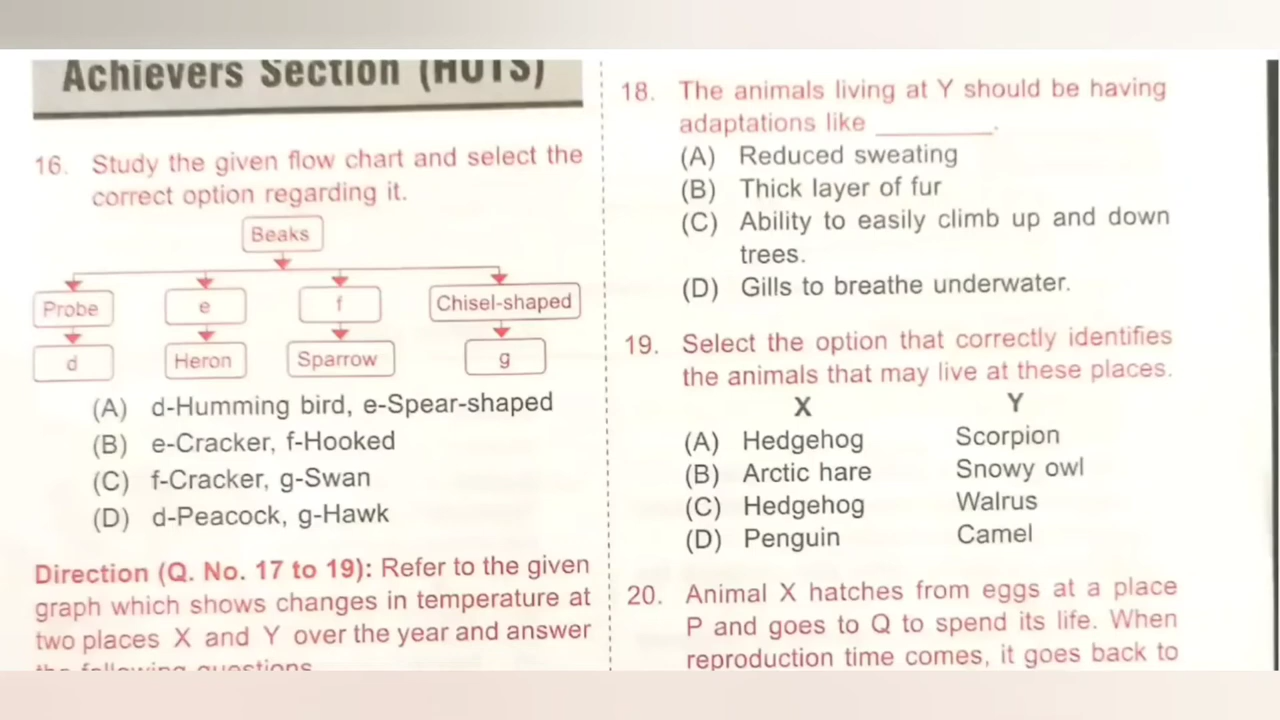 Achievers Section (HOTS)
16. Study the given flow chart and select the
correct option regarding it.
Beaks
Probe e f Chisel-shaped
d Heron Sparrow g
(A) d-Humming bird, e-Spear-shaped
(B) e-Cracker, f-Hooked
(C) f-Cracker, g-Swan
(D) d-Peacock, g-Hawk
Direction (Q. No. 17 to 19): Refer to the given
graph which shows changes in temperature at
two places X and Y over the year and answer
the following questions
18. The animals living at Y should be having
adaptations like ________.
(A) Reduced sweating
(B) Thick layer of fur
(C) Ability to easily climb up and down
trees.
(D) Gills to breathe underwater.
19. Select the option that correctly identifies
the animals that may live at these places.
X Y
(A) Hedgehog Scorpion
(B) Arctic hare Snowy owl
(C) Hedgehog Walrus
(D) Penguin Camel
20. Animal X hatches from eggs at a place
P and goes to Q to spend its life. When
reproduction time comes, it goes back to